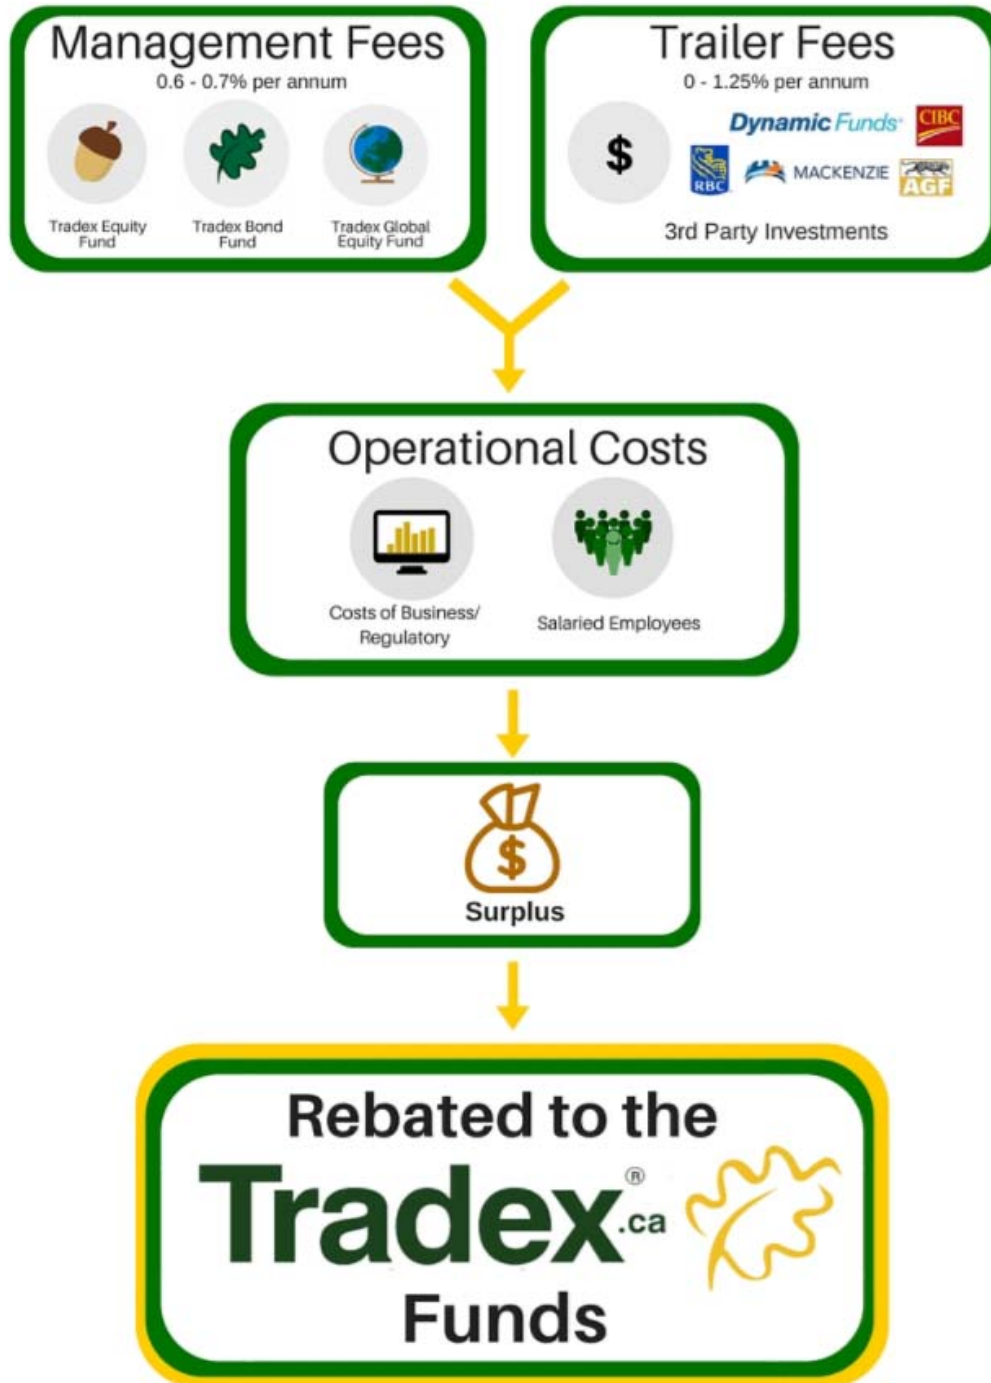 Management Fees
0.6 - 0.7% per annum
Tradex Equity
Fund
Tradex Bond
Fund
Tradex Global
Equity Fund
Trailer Fees
0 - 1.25% per annum
$
Dynamic Funds
CIBC
RBC
MACKENZIE
AGF
3rd Party Investments
Operational Costs
Costs of Business/
Regulatory
Salaried Employees
$
Surplus
Rebated to the
Tradex®.ca
Funds